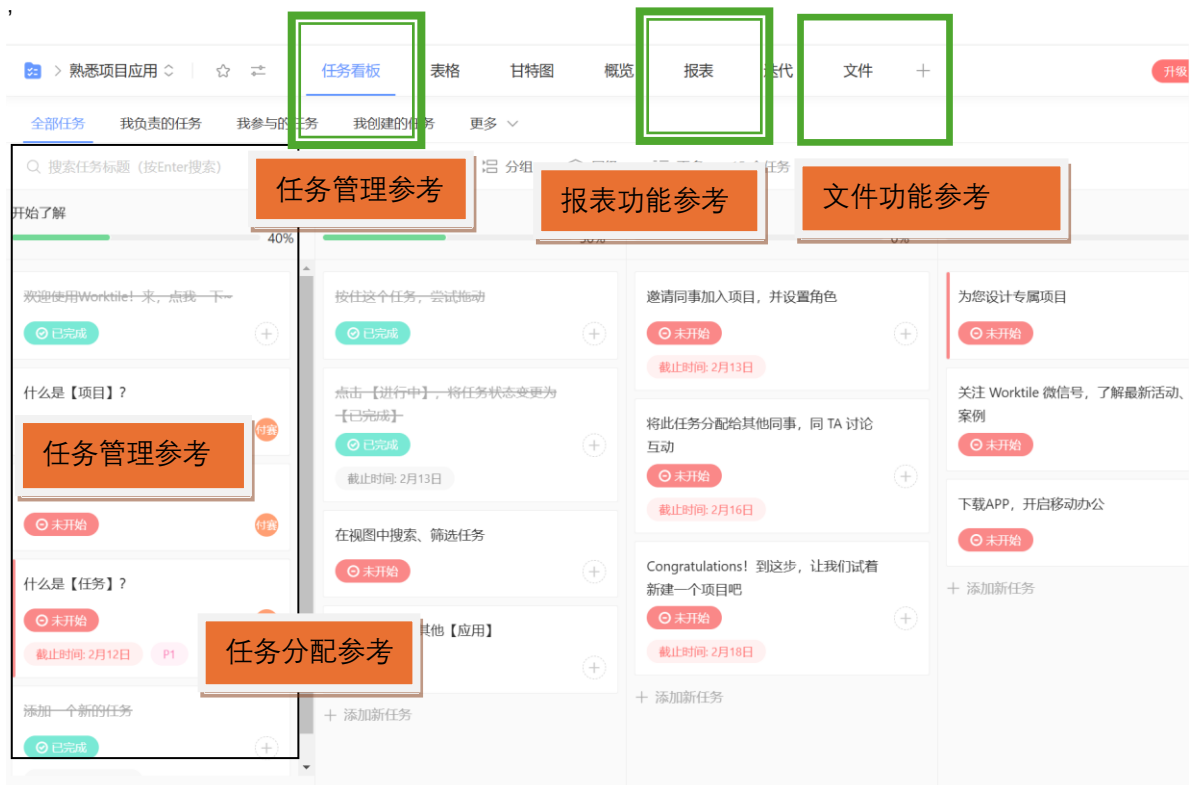 ,
熟悉项目应用
任务看板
表格
甘特图
概览
报表
迭代
文件
升级
全部任务
我负责的任务
我参与的任务
我创建的任务
更多
搜索任务标题（按Enter搜索）
分组
个任务
任务管理参考
报表功能参考
文件功能参考
开始了解
40%
欢迎使用Worktile！来，点我一下~
已完成
什么是【项目】？
付客
任务管理参考
未开始
付客
什么是【任务】？
未开始
截止时间: 2月12日
P1
任务分配参考
添加一个新的任务
已完成
按住这个任务，尝试拖动
已完成
点击【进行中】，将任务状态变更为
【已完成】
已完成
截止时间: 2月13日
在视图中搜索、筛选任务
未开始
其他【应用】
添加新任务
0%
邀请同事加入项目，并设置角色
未开始
截止时间: 2月13日
将此任务分配给其他同事，同 TA 讨论
互动
未开始
截止时间: 2月16日
Congratulations！到这步，让我们试着
新建一个项目吧
未开始
截止时间: 2月18日
添加新任务
为您设计专属项目
未开始
关注 Worktile 微信号，了解最新活动、
案例
未开始
下载APP，开启移动办公
未开始
添加新任务